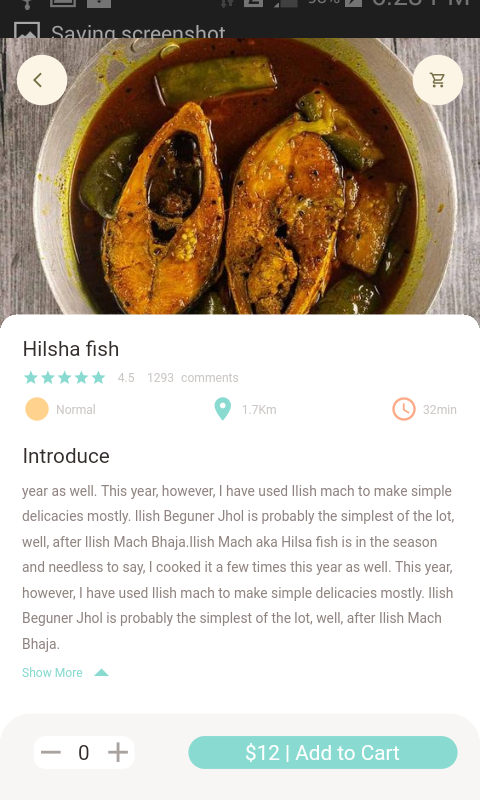 Saving screenshot...
Hilsha fish
4.5 1293 comments
Normal 1.7Km 32min
Introduce
year as well. This year, however, I have used Ilish mach to make simple
delicacies mostly. Ilish Beguner Jhol is probably the simplest of the lot,
well, after Ilish Mach Bhaja.Ilish Mach aka Hilsa fish is in the season
and needless to say, I cooked it a few times this year as well. This year,
however, I have used Ilish mach to make simple delicacies mostly. Ilish
Beguner Jhol is probably the simplest of the lot, well, after Ilish Mach
Bhaja.
Show More
0 $12 | Add to Cart